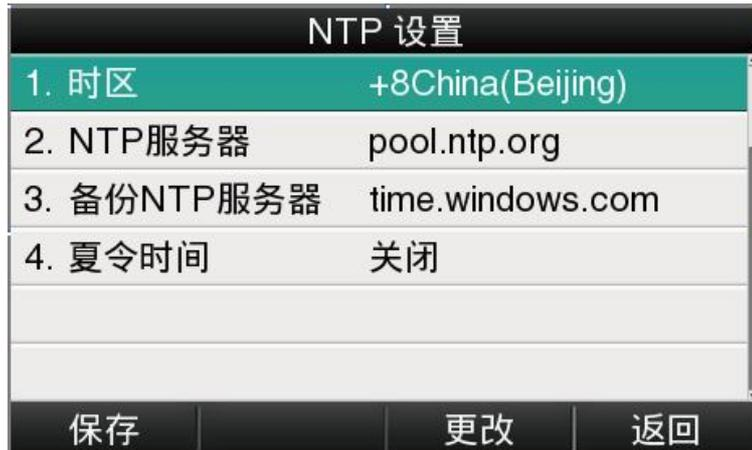 NTP 设置
1. 时区 +8China(Beijing)
2. NTP服务器 pool.ntp.org
3. 备份NTP服务器 time.windows.com
4. 夏令时间 关闭
保存 更改 返回